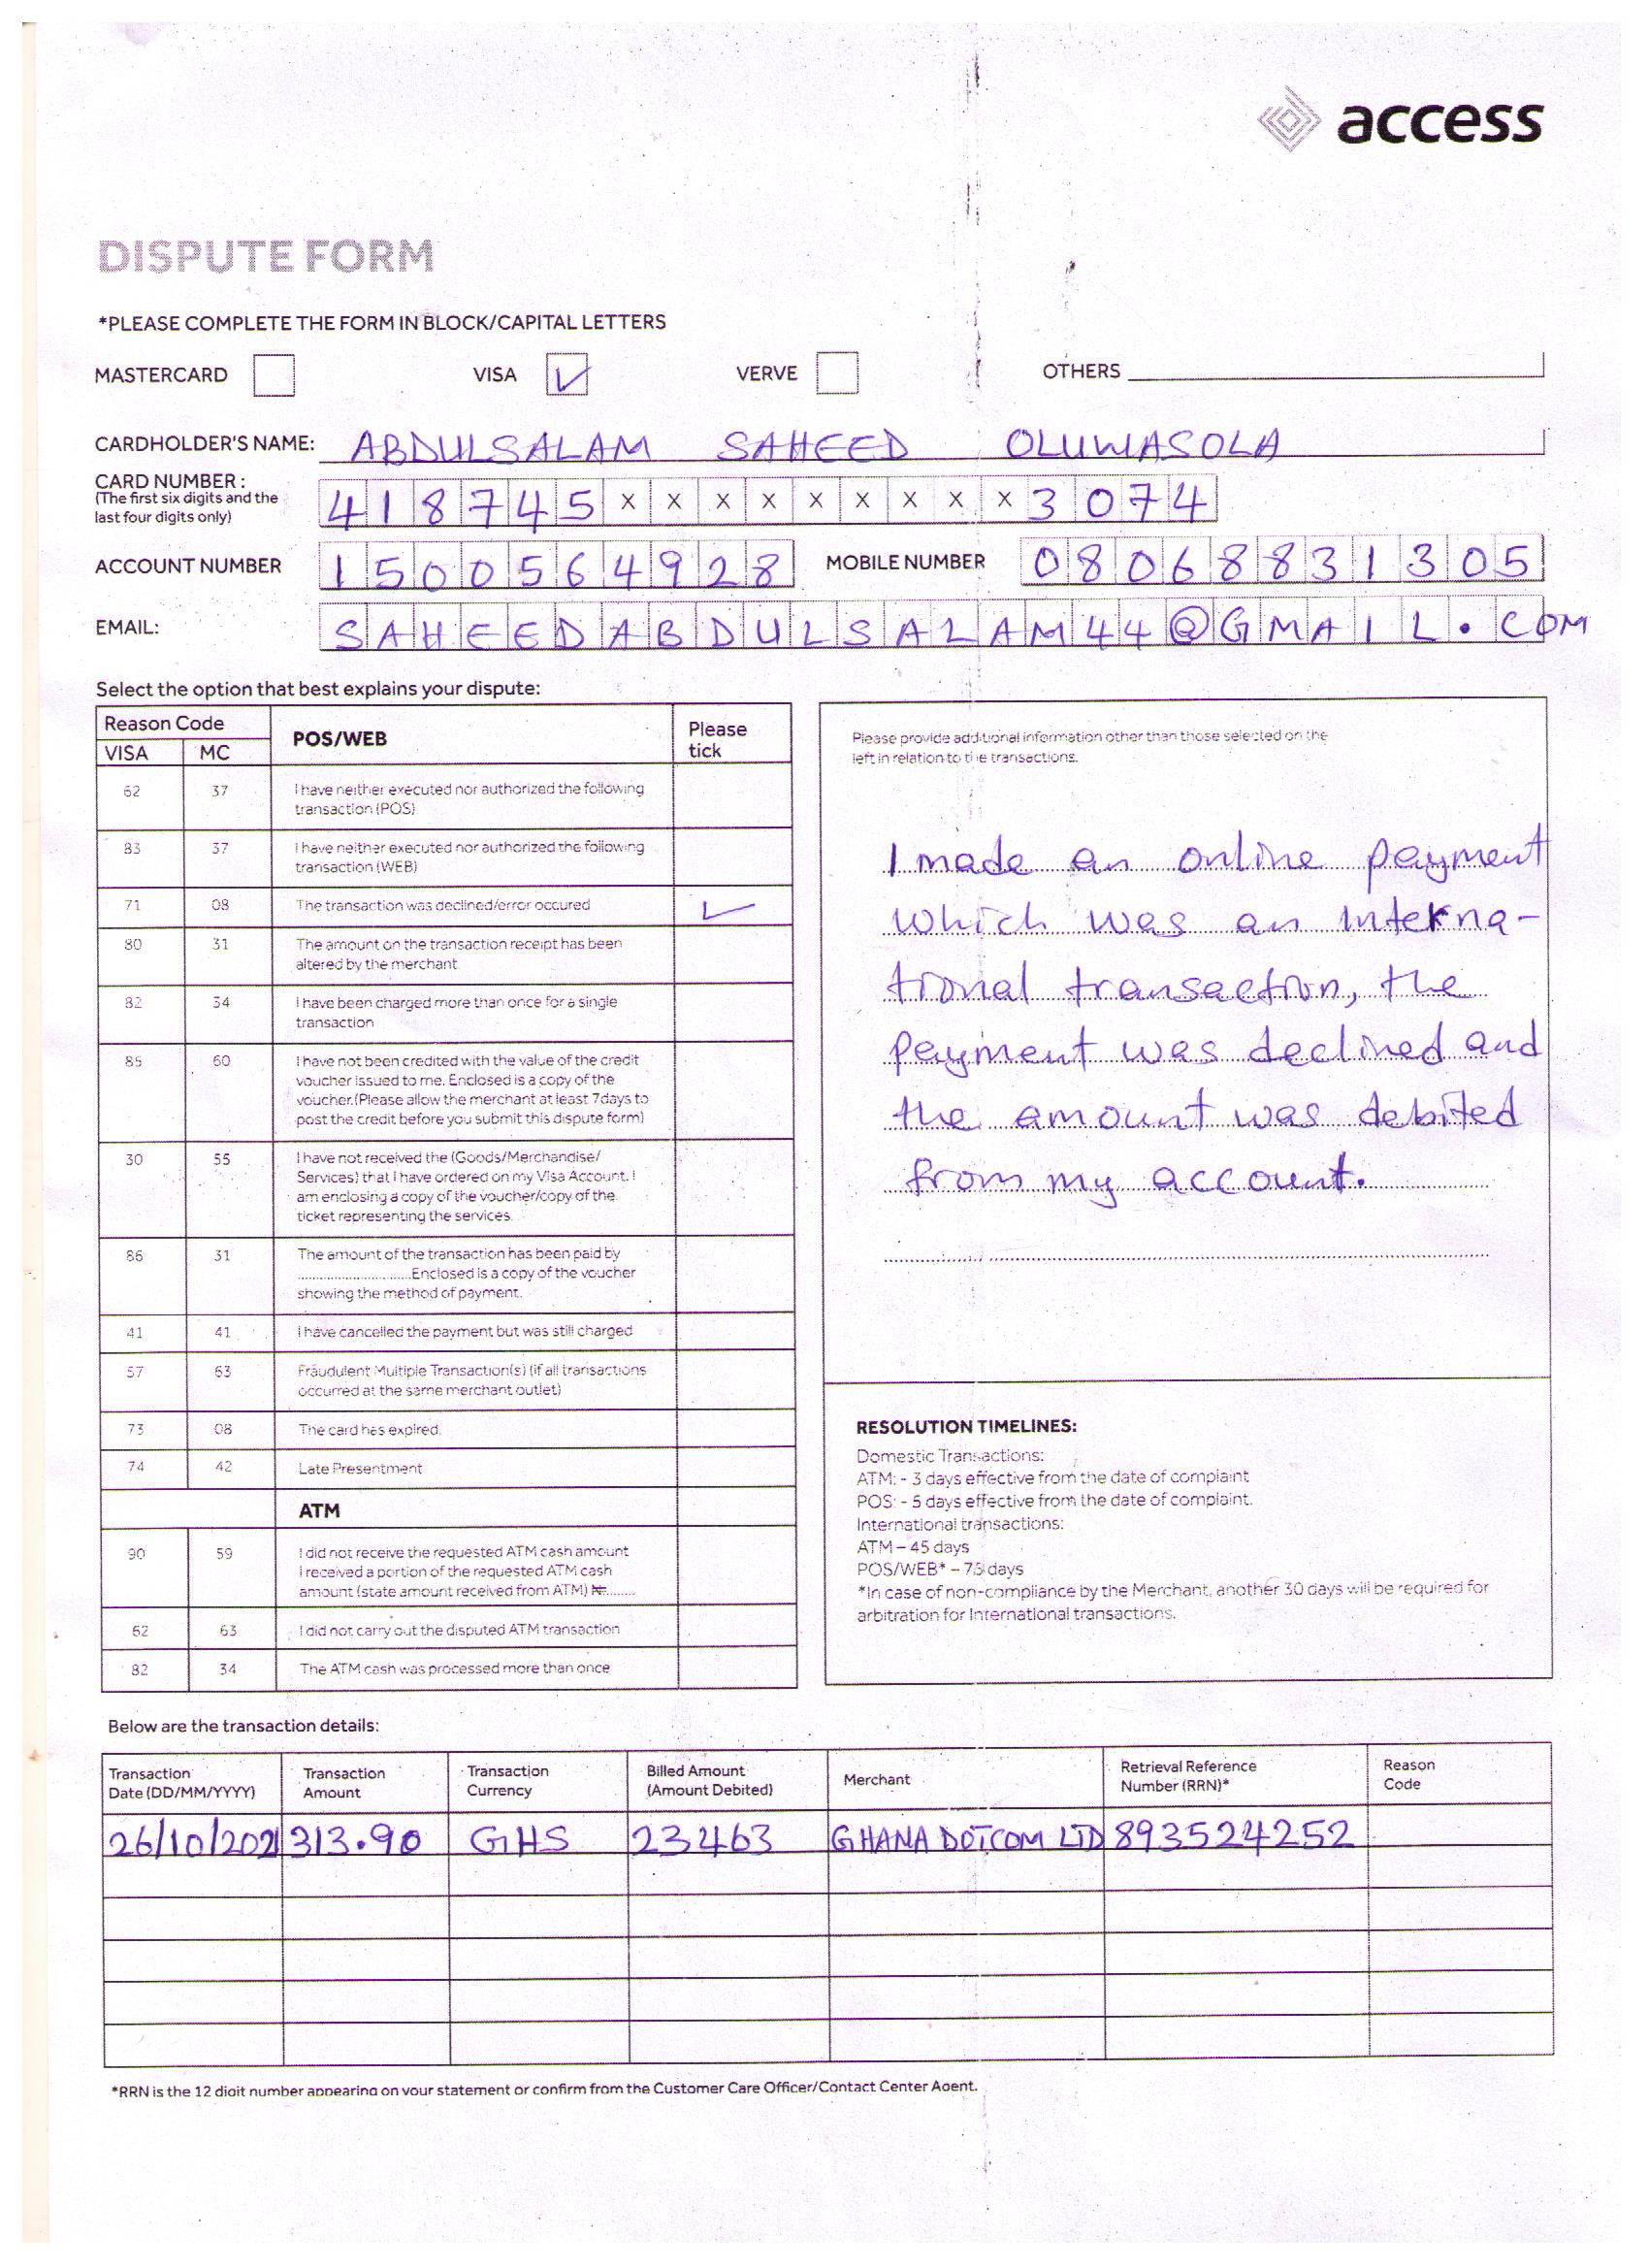 access
DISPUTE FORM
*PLEASE COMPLETE THE FORM IN BLOCK/CAPITAL LETTERS
MASTERCARD VISA ✓ VERVE OTHERS
CARDHOLDER'S NAME: ABDULSALAM SAHEED OLUWASOLA
CARD NUMBER :
(The first six digits and the
last four digits only)
418745 x x x x x x x x x 3074
ACCOUNT NUMBER 1500564928 MOBILE NUMBER 08068831305
EMAIL: SAHEEDABDULSALAM44@GMAIL.COM
Select the option that best explains your dispute:
Reason Code POS/WEB Please
tick
VISA MC
62 37 I have neither executed nor authorized the following
transaction (POS)
83 37 I have neither executed nor authorized the following
transaction (WEB)
71 08 The transaction was declined/error occured ✓
80 31 The amount on the transaction receipt has been
altered by the merchant
82 34 I have been charged more than once for a single
transaction
85 60 I have not been credited with the value of the credit
voucher issued to me. Enclosed is a copy of the
voucher.(Please allow the merchant at least 7days to
post the credit before you submit this dispute form)
30 55 I have not received the (Goods/Merchandise/
Services) that I have ordered on my Visa Account. I
am enclosing a copy of the voucher/copy of the
ticket representing the services.
86 31 The amount of the transaction has been paid by
..............................Enclosed is a copy of the voucher
showing the method of payment.
41 41 I have cancelled the payment but was still charged
57 63 Fraudulent Multiple Transaction(s) (if all transactions
occurred at the same merchant outlet)
73 08 The card has expired.
74 42 Late Presentment
ATM
90 59 I did not receive the requested ATM cash amount
I received a portion of the requested ATM cash
amount (state amount received from ATM) ₦.........
62 63 I did not carry out the disputed ATM transaction
82 34 The ATM cash was processed more than once
Please provide additional information other than those selected on the
left in relation to the transactions.
I made an online payment
which was an interna-
tional transaction, the
payment was declined and
the amount was debited
from my account.
RESOLUTION TIMELINES:
Domestic Transactions:
ATM: - 3 days effective from the date of complaint
POS: - 5 days effective from the date of complaint.
International transactions:
ATM – 45 days
POS/WEB* – 75 days
*In case of non-compliance by the Merchant, another 30 days will be required for
arbitration for International transactions.
Below are the transaction details:
Transaction
Date (DD/MM/YYYY)
Transaction
Amount
Transaction
Currency
Billed Amount
(Amount Debited)
Merchant
Retrieval Reference
Number (RRN)*
Reason
Code
26/10/2021 313.90 GHS 23463 GHANA DOTCOM LTD 893524252
*RRN is the 12 digit number appearing on your statement or confirm from the Customer Care Officer/Contact Center Agent.